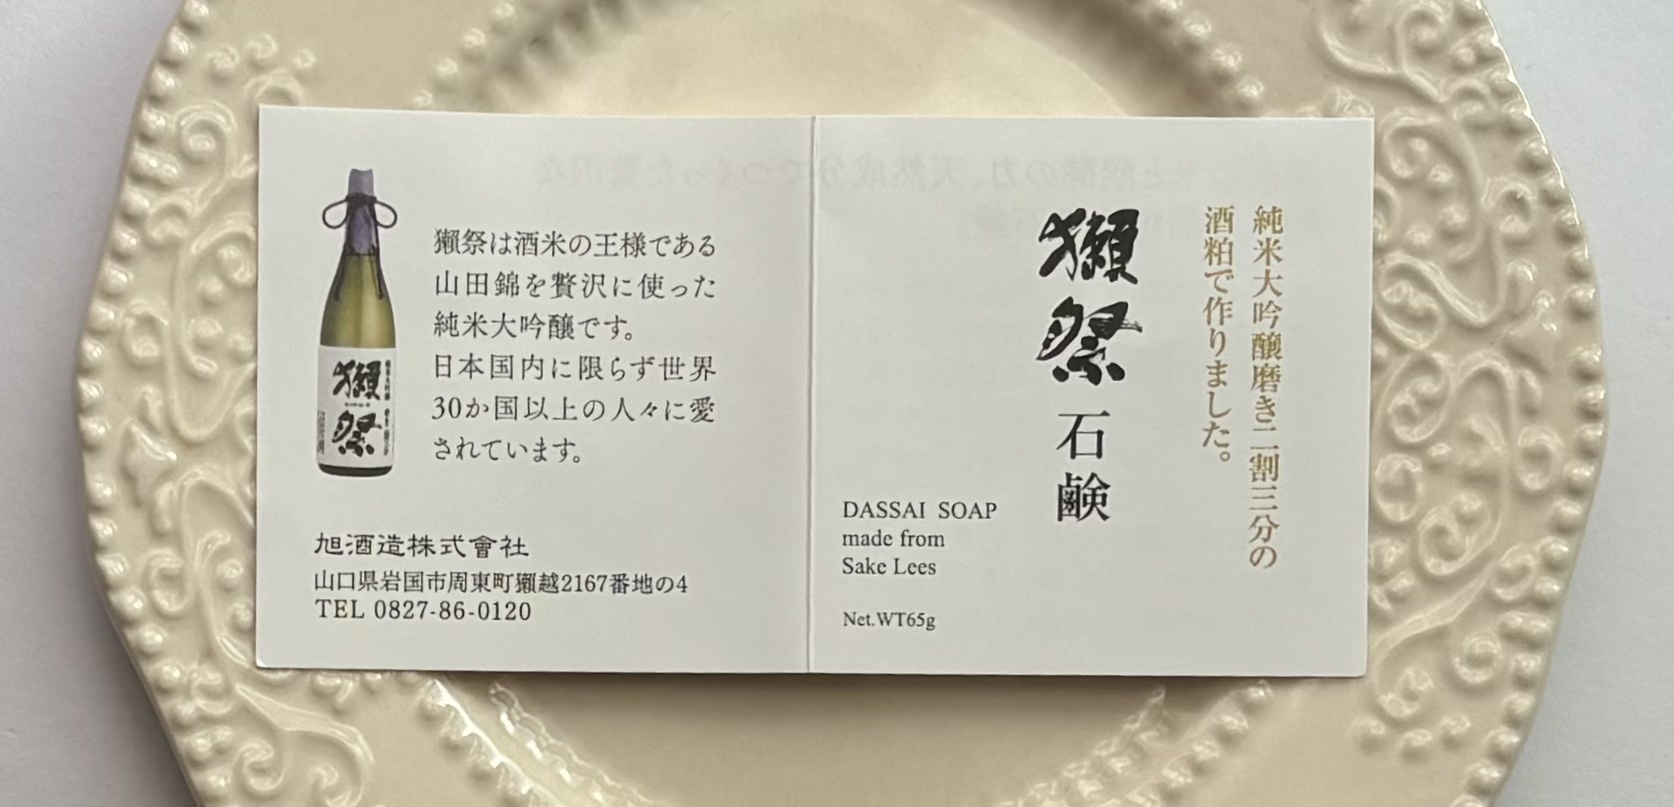 獺祭は酒米の王様である
山田錦を贅沢に使った
純米大吟醸です。
日本国内に限らず世界
30か国以上の人々に愛
されています。
獺祭
旭酒造株式會社
山口県岩国市周東町獺越2167番地の4
TEL 0827-86-0120
純米大吟醸磨き二割三分の
酒粕で作りました。
獺祭石鹸
DASSAI SOAP
made from
Sake Lees
Net.WT65g